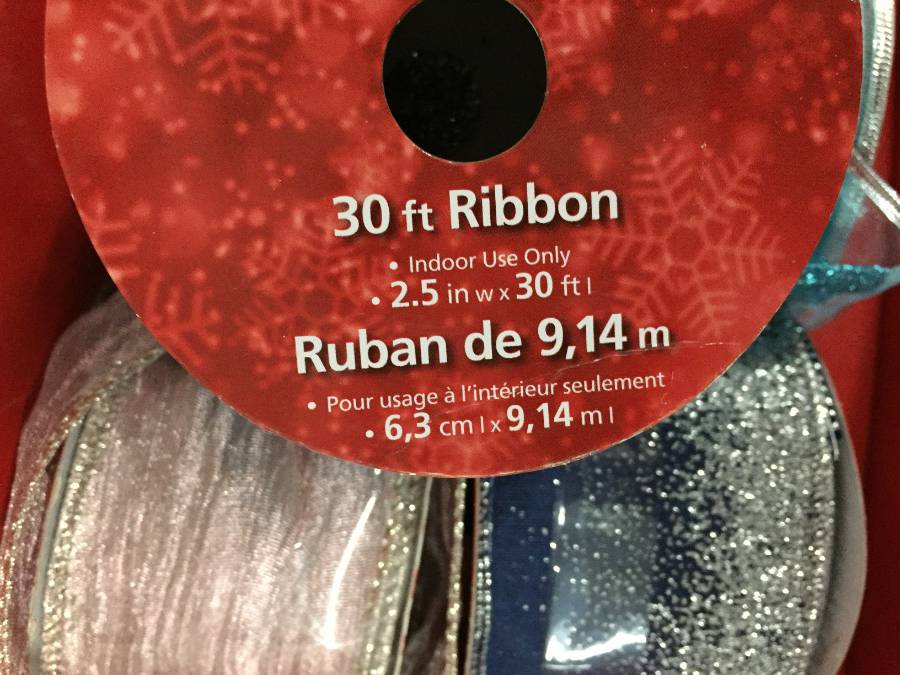 30 ft Ribbon
• Indoor Use Only
• 2.5 in w x 30 ft l
Ruban de 9,14 m
• Pour usage à l'intérieur seulement
• 6,3 cm l x 9,14 m l